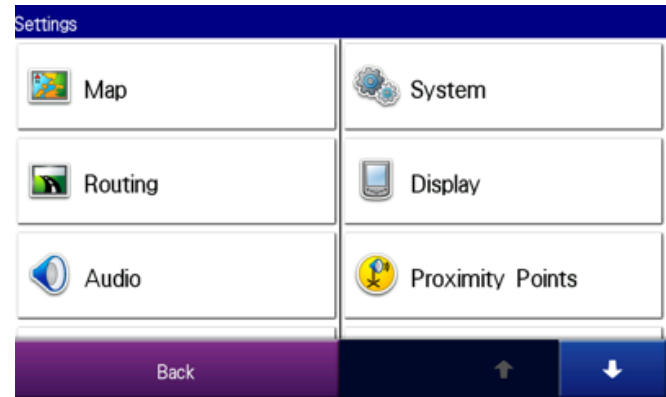 Settings
Map
System
Routing
Display
Audio
Proximity Points
Back